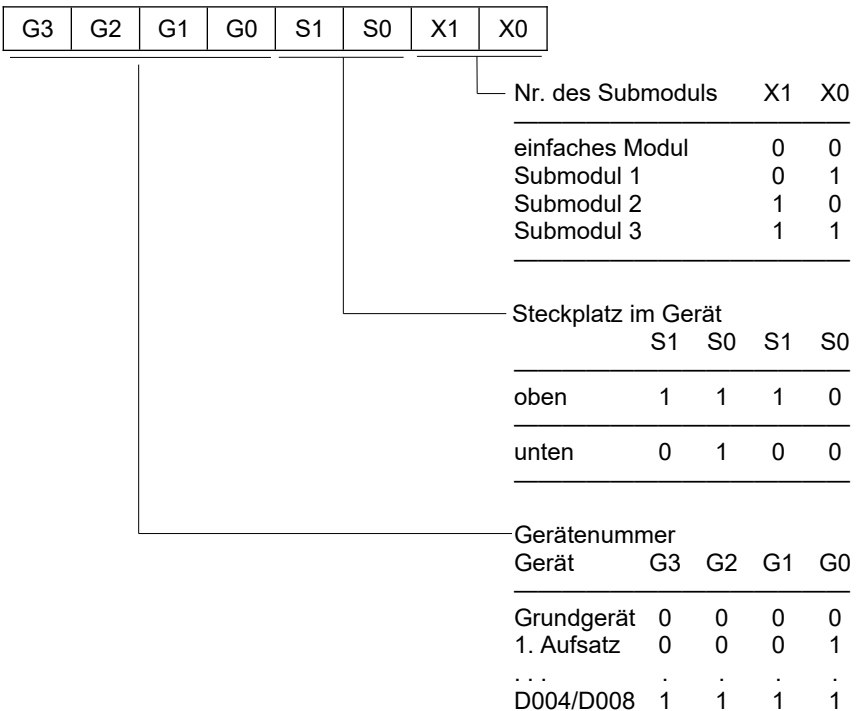 G3 G2 G1 G0 S1 S0 X1 X0
Nr. des Submoduls X1 X0
einfaches Modul 0 0
Submodul 1 0 1
Submodul 2 1 0
Submodul 3 1 1
Steckplatz im Gerät
S1 S0 S1 S0
oben 1 1 1 0
unten 0 1 0 0
Gerätenummer
Gerät G3 G2 G1 G0
Grundgerät 0 0 0 0
1. Aufsatz 0 0 0 1
. . . . . . .
D004/D008 1 1 1 1